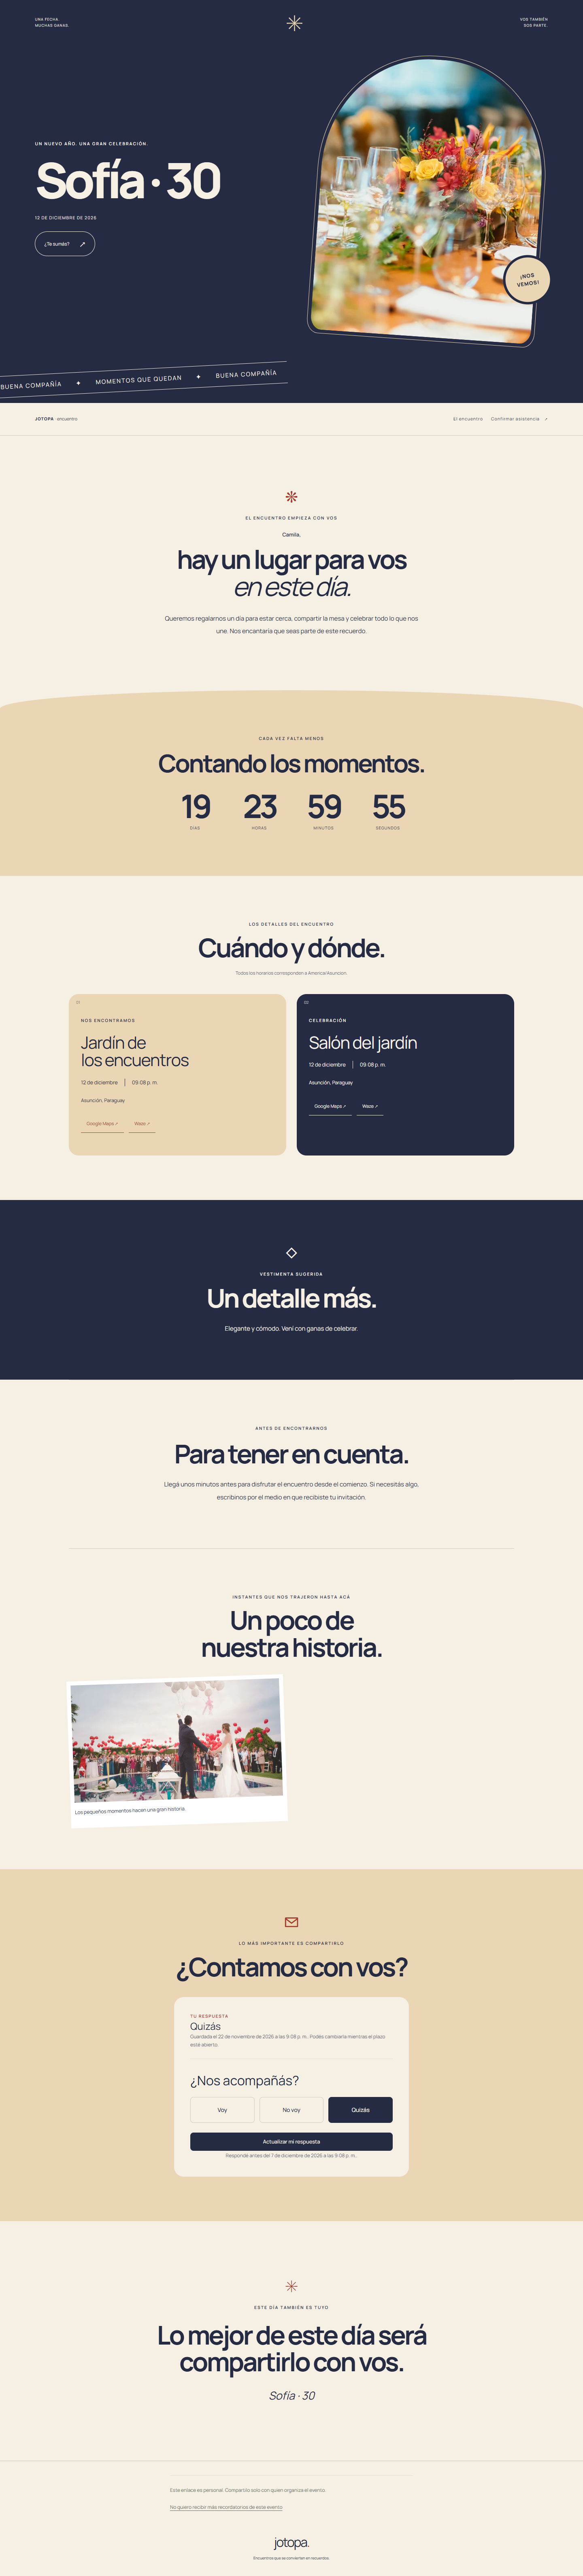 UNA FECHA.
MUCHAS GANAS.
VOS TAMBIÉN
SOS PARTE.
UN NUEVO AÑO. UNA GRAN CELEBRACIÓN.
Sofía · 30
12 DE DICIEMBRE DE 2026
¿Te sumás? ↗
¡NOS
VEMOS!
BUENA COMPAÑÍA ✦ MOMENTOS QUE QUEDAN ✦ BUENA COMPAÑÍA
JOTOPA encuentro
El encuentro Confirmar asistencia ↗
EL ENCUENTRO EMPIEZA CON VOS
Camila,
hay un lugar para vos
en este día.
Queremos regalarnos un día para estar cerca, compartir la mesa y celebrar todo lo que nos
une. Nos encantaría que seas parte de este recuerdo.
CADA VEZ FALTA MENOS
Contando los momentos.
19 23 59 55
DÍAS HORAS MINUTOS SEGUNDOS
LOS DETALLES DEL ENCUENTRO
Cuándo y dónde.
Todos los horarios corresponden a America/Asuncion.
01
NOS ENCONTRAMOS
Jardín de
los encuentros
12 de diciembre 09:08 p. m.
Asunción, Paraguay
Google Maps ↗ Waze ↗
02
CELEBRACIÓN
Salón del jardín
12 de diciembre 09:08 p. m.
Asunción, Paraguay
Google Maps ↗ Waze ↗
VESTIMENTA SUGERIDA
Un detalle más.
Elegante y cómodo. Vení con ganas de celebrar.
ANTES DE ENCONTRARNOS
Para tener en cuenta.
Llegá unos minutos antes para disfrutar el encuentro desde el comienzo. Si necesitás algo,
escribinos por el medio en que recibiste tu invitación.
INSTANTES QUE NOS TRAJERON HASTA ACÁ
Un poco de
nuestra historia.
Los pequeños momentos hacen una gran historia.
LO MÁS IMPORTANTE ES COMPARTIRLO
¿Contamos con vos?
TU RESPUESTA
Quizás
Guardada el 22 de noviembre de 2026 a las 9:08 p. m.. Podés cambiarla mientras el plazo
esté abierto.
¿Nos acompañás?
Voy No voy Quizás
Actualizar mi respuesta
Respondé antes del 7 de diciembre de 2026 a las 9:08 p. m..
ESTE DÍA TAMBIÉN ES TUYO
Lo mejor de este día será
compartirlo con vos.
Sofía · 30
Este enlace es personal. Compartilo solo con quien organiza el evento.
No quiero recibir más recordatorios de este evento
jotopa.
Encuentros que se convierten en recuerdos.